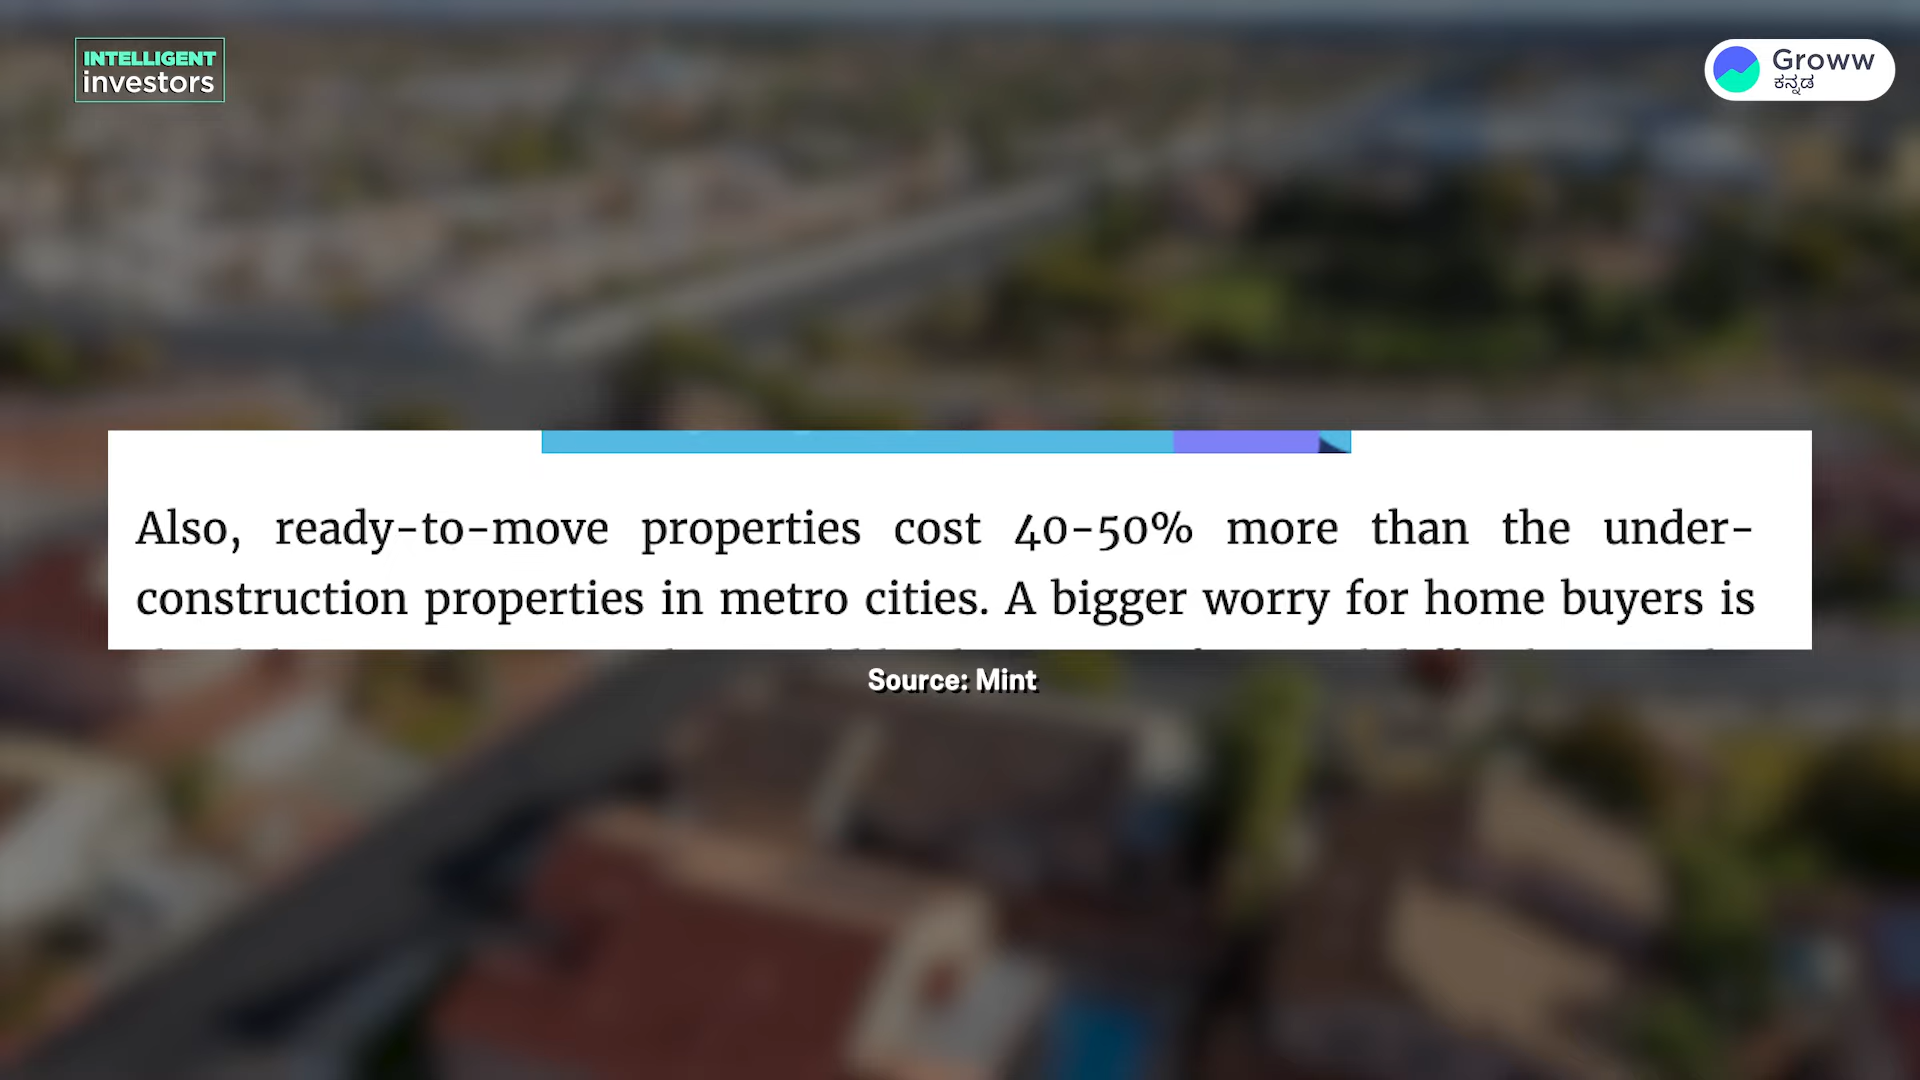 INTELLIGENT
investors
Groww
ಕನ್ನಡ
Also, ready-to-move properties cost 40-50% more than the under-
construction properties in metro cities. A bigger worry for home buyers is
Source: Mint